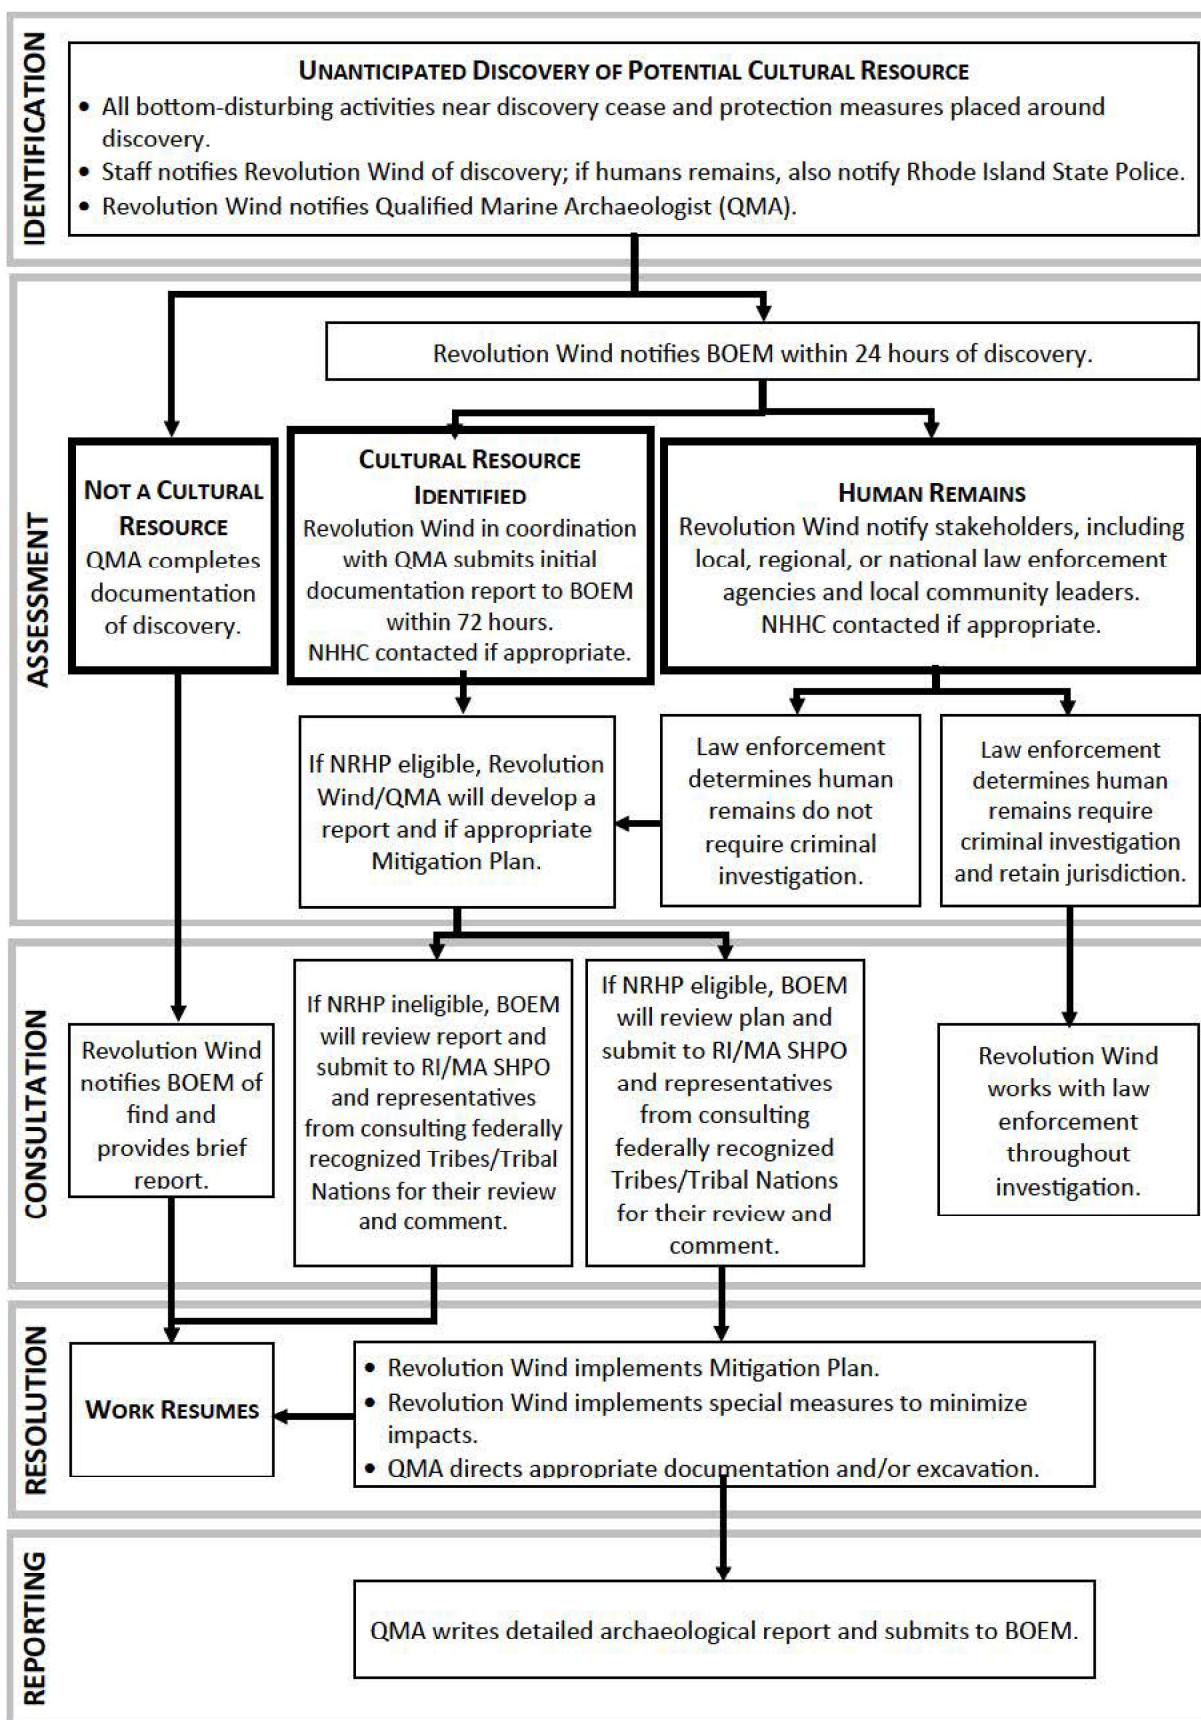 IDENTIFICATION
UNANTICIPATED DISCOVERY OF POTENTIAL CULTURAL RESOURCE
• All bottom-disturbing activities near discovery cease and protection measures placed around
discovery.
• Staff notifies Revolution Wind of discovery; if humans remains, also notify Rhode Island State Police.
• Revolution Wind notifies Qualified Marine Archaeologist (QMA).
ASSESSMENT
Revolution Wind notifies BOEM within 24 hours of discovery.
NOT A CULTURAL
RESOURCE
QMA completes
documentation
of discovery.
CULTURAL RESOURCE
IDENTIFIED
Revolution Wind in coordination
with QMA submits initial
documentation report to BOEM
within 72 hours.
NHHC contacted if appropriate.
HUMAN REMAINS
Revolution Wind notify stakeholders, including
local, regional, or national law enforcement
agencies and local community leaders.
NHHC contacted if appropriate.
If NRHP eligible, Revolution
Wind/QMA will develop a
report and if appropriate
Mitigation Plan.
Law enforcement
determines human
remains do not
require criminal
investigation.
Law enforcement
determines human
remains require
criminal investigation
and retain jurisdiction.
CONSULTATION
Revolution Wind
notifies BOEM of
find and
provides brief
report.
If NRHP ineligible, BOEM
will review report and
submit to RI/MA SHPO
and representatives
from consulting federally
recognized Tribes/Tribal
Nations for their review
and comment.
If NRHP eligible, BOEM
will review plan and
submit to RI/MA SHPO
and representatives
from consulting
federally recognized
Tribes/Tribal Nations
for their review and
comment.
Revolution Wind
works with law
enforcement
throughout
investigation.
RESOLUTION
WORK RESUMES
• Revolution Wind implements Mitigation Plan.
• Revolution Wind implements special measures to minimize
impacts.
• QMA directs appropriate documentation and/or excavation.
REPORTING
QMA writes detailed archaeological report and submits to BOEM.